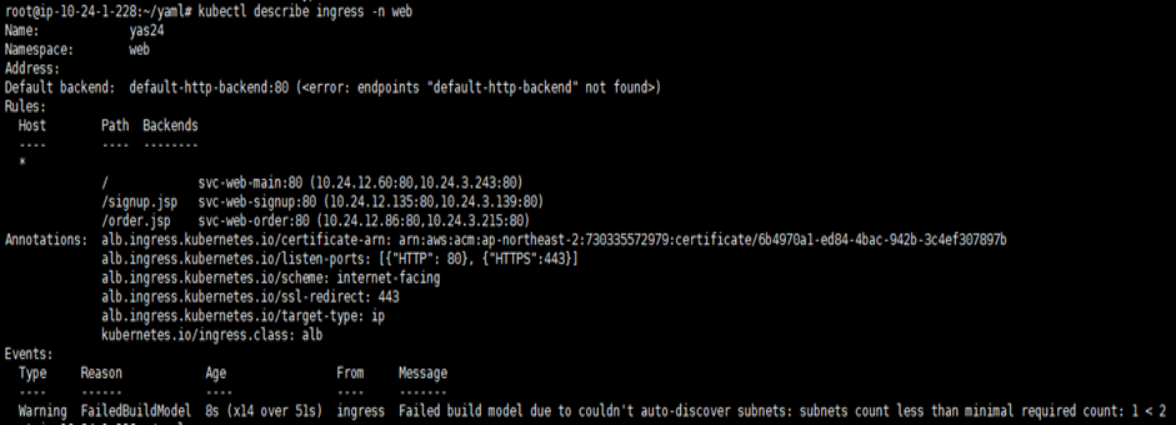 root@ip-10-24-1-228:~/yaml# kubectl describe ingress -n web
Name: yas24
Namespace: web
Address:
Default backend: default-http-backend:80 (<error: endpoints "default-http-backend" not found>)
Rules:
Host Path Backends
---- ---- --------
*
/ svc-web-main:80 (10.24.12.60:80,10.24.3.243:80)
/signup.jsp svc-web-signup:80 (10.24.12.135:80,10.24.3.139:80)
/order.jsp svc-web-order:80 (10.24.12.86:80,10.24.3.215:80)
Annotations: alb.ingress.kubernetes.io/certificate-arn: arn:aws:acm:ap-northeast-2:730335572979:certificate/6b4970a1-ed84-4bac-942b-3c4ef307897b
alb.ingress.kubernetes.io/listen-ports: [{"HTTP": 80}, {"HTTPS":443}]
alb.ingress.kubernetes.io/scheme: internet-facing
alb.ingress.kubernetes.io/ssl-redirect: 443
alb.ingress.kubernetes.io/target-type: ip
kubernetes.io/ingress.class: alb
Events:
Type Reason Age From Message
---- ------ ---- ---- -------
Warning FailedBuildModel 8s (x14 over 51s) ingress Failed build model due to couldn't auto-discover subnets: subnets count less than minimal required count: 1 < 2